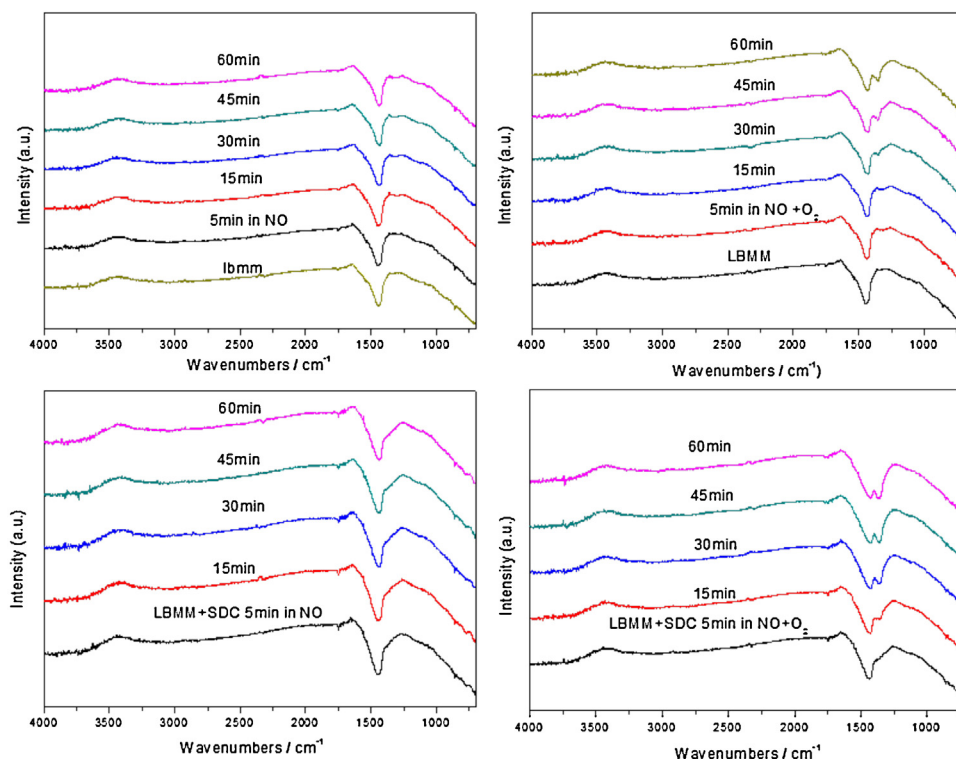 Intensity (a.u.)
60min
45min
30min
15min
5min in NO
lbmm
4000 3500 3000 2500 2000 1500 1000
Wavenumbers / cm⁻¹
Intensity (a.u.)
60min
45min
30min
15min
5min in NO +O₂
LBMM
4000 3500 3000 2500 2000 1500 1000
Wavenumbers / cm⁻¹)
Intensity (a.u.)
60min
45min
30min
15min
LBMM+SDC 5min in NO
4000 3500 3000 2500 2000 1500 1000
Wavenumbers / cm⁻¹
Intensity (a.u.)
60min
45min
30min
15min
LBMM+SDC 5min in NO+O₂
4000 3500 3000 2500 2000 1500 1000
Wavenumbers / cm⁻¹